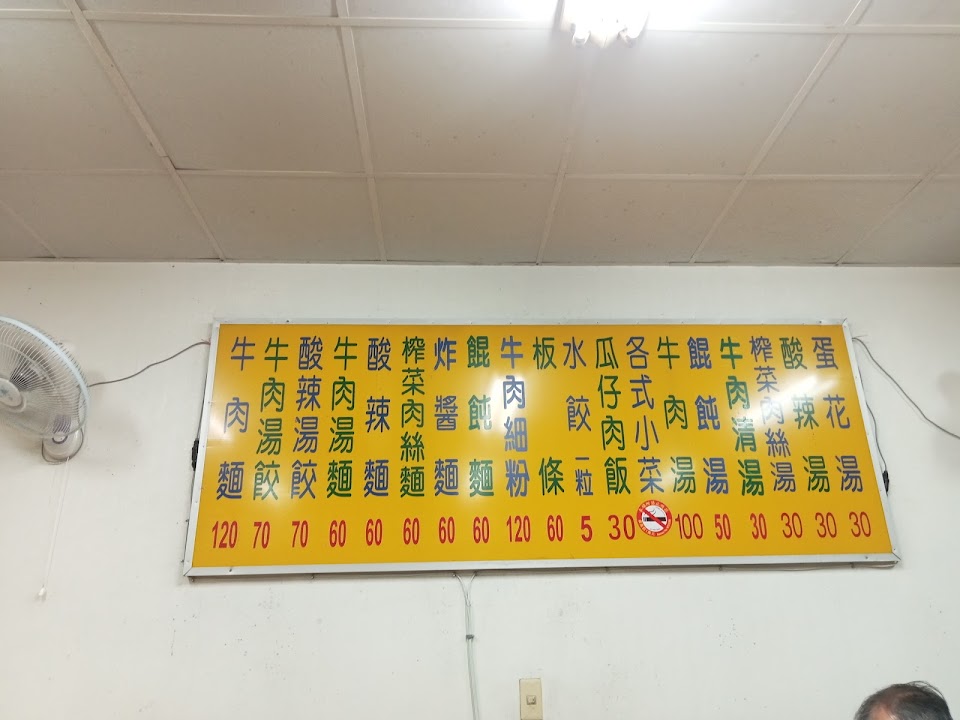 牛肉麵 120
牛肉湯餃 70
酸辣湯餃 70
牛肉湯麵 60
酸辣麵 60
榨菜肉絲麵 60
炸醬麵 60
餛飩麵 60
牛肉細粉 120
板條 60
水餃一粒 5
瓜仔肉飯 30
各式小菜
牛肉湯 100
餛飩湯 50
牛肉清湯 30
榨菜肉絲湯 30
酸辣湯 30
蛋花湯 30